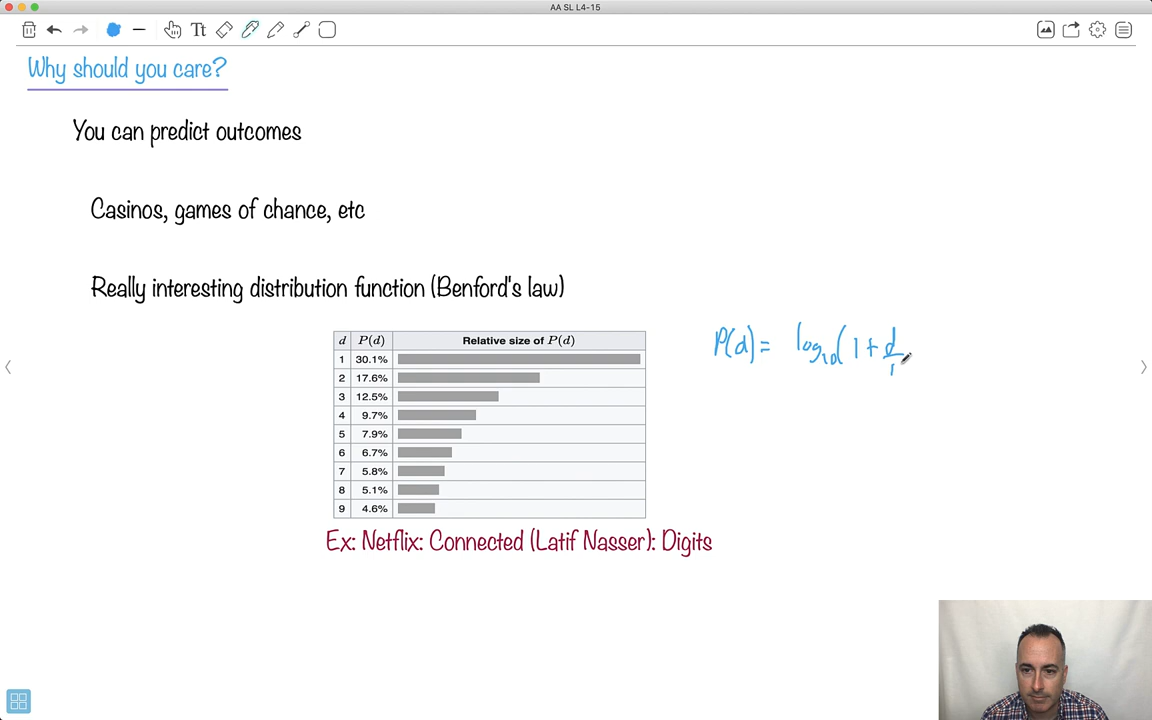 AA SL L4-15
Tt
Why should you care?
You can predict outcomes
Casinos, games of chance, etc
Really interesting distribution function (Benford's law)
d P(d) Relative size of P(d)
1 30.1%
2 17.6%
3 12.5%
4 9.7%
5 7.9%
6 6.7%
7 5.8%
8 5.1%
9 4.6%
P(d) = log10(1 + d/1
Ex: Netflix: Connected (Latif Nasser): Digits